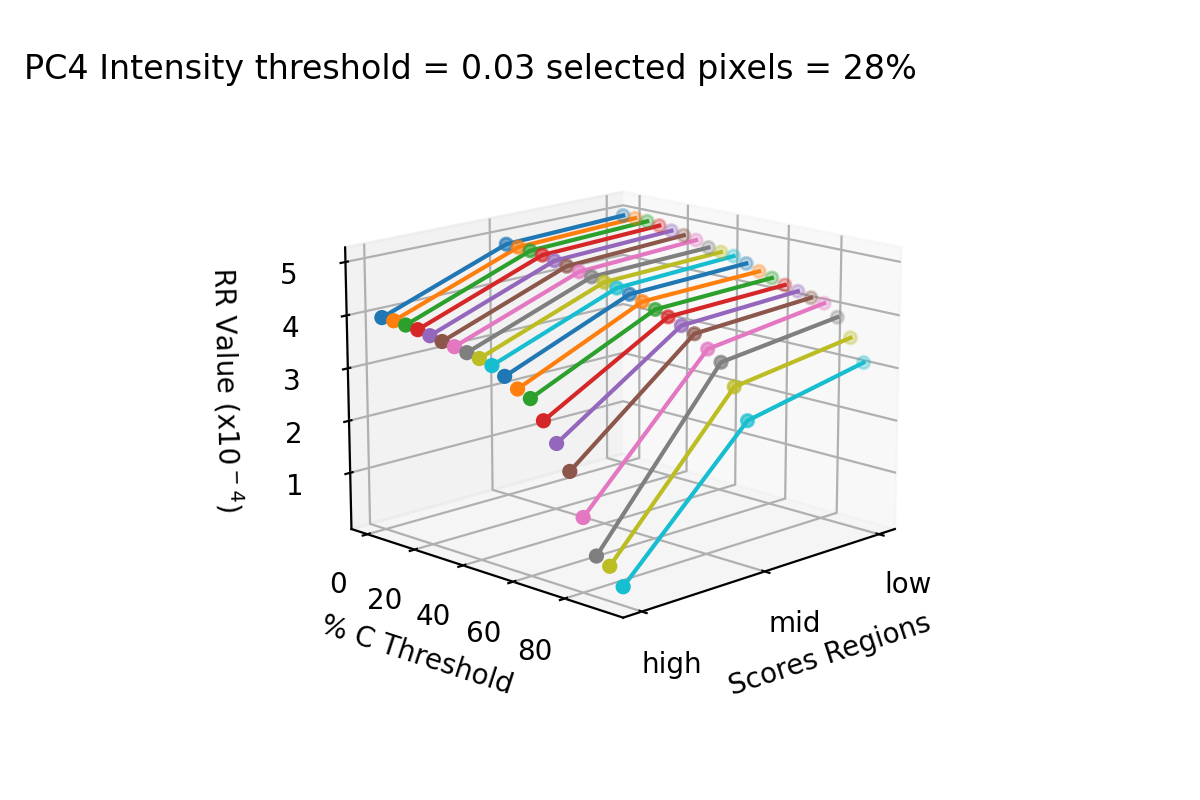 PC4 Intensity threshold = 0.03 selected pixels = 28%
RR Value (x10⁻⁴)
5
4
3
2
1
0
20
40
60
80
% C Threshold
high
mid
low
Scores Regions